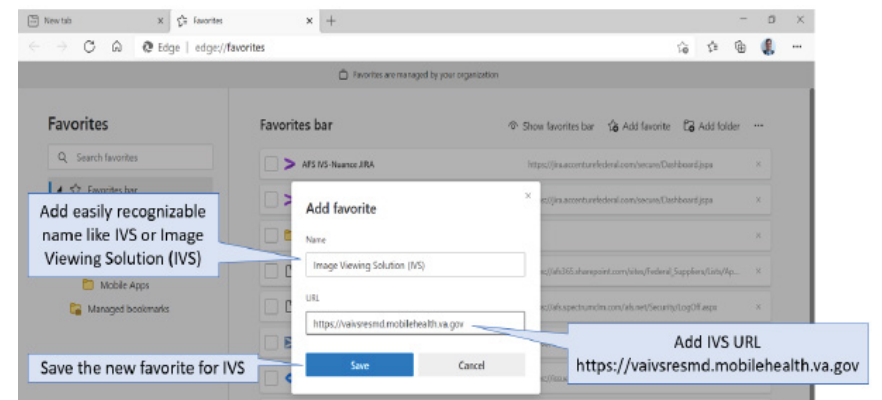 New tab
Favorites
Edge | edge://favorites
Favorites are managed by your organization
Favorites
Search favorites
Favorites bar
Mobile Apps
Managed bookmarks
Favorites bar
Show favorites bar
Add favorite
Add folder
AFS IVS-Nuance JIRA
https://jira.accenturefederal.com/secure/Dashboard.jspa
Add favorite
Name
Image Viewing Solution (IVS)
URL
https://vaivsresmd.mobilehealth.va.gov
Save
Cancel
Add easily recognizable
name like IVS or Image
Viewing Solution (IVS)
Save the new favorite for IVS
Add IVS URL
https://vaivsresmd.mobilehealth.va.gov